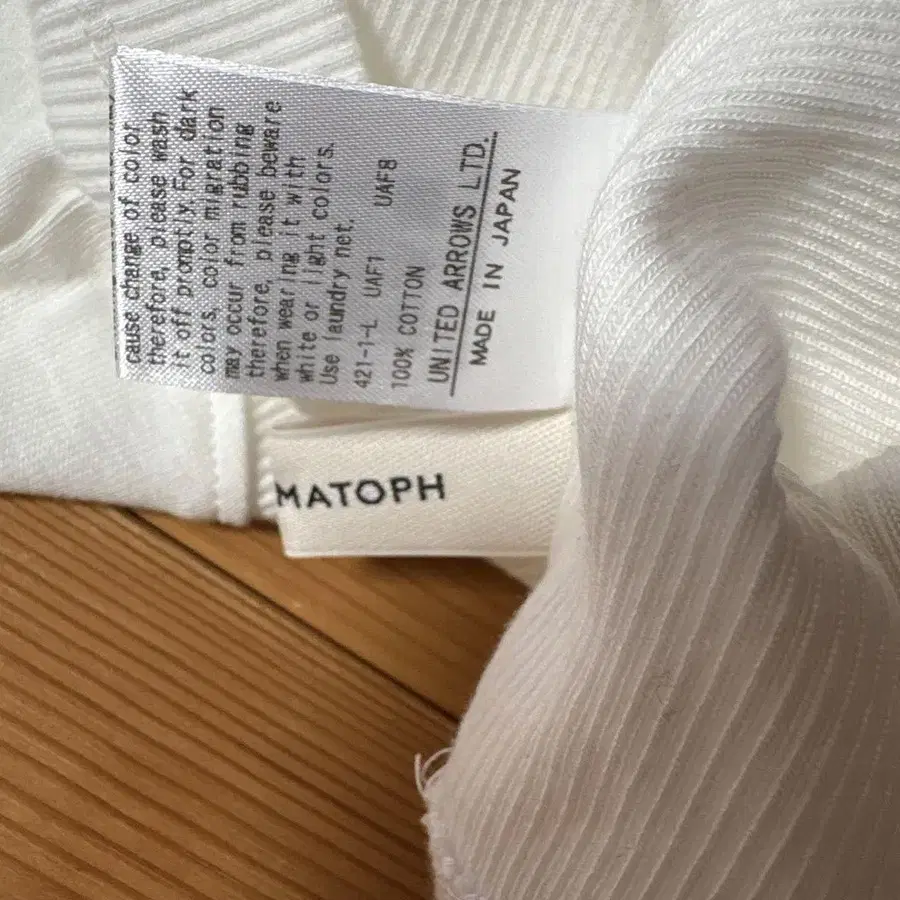 cause change of color
therefore, please wash
it off promptly. For dark
colors, color migration
may occur from rubbing
therefore, please beware
when wearing it with
white or light colors.
Use laundry net.
421-1-L UAF1 UAF8
100% COTTON
UNITED ARROWS LTD.
MADE IN JAPAN
MATOPH